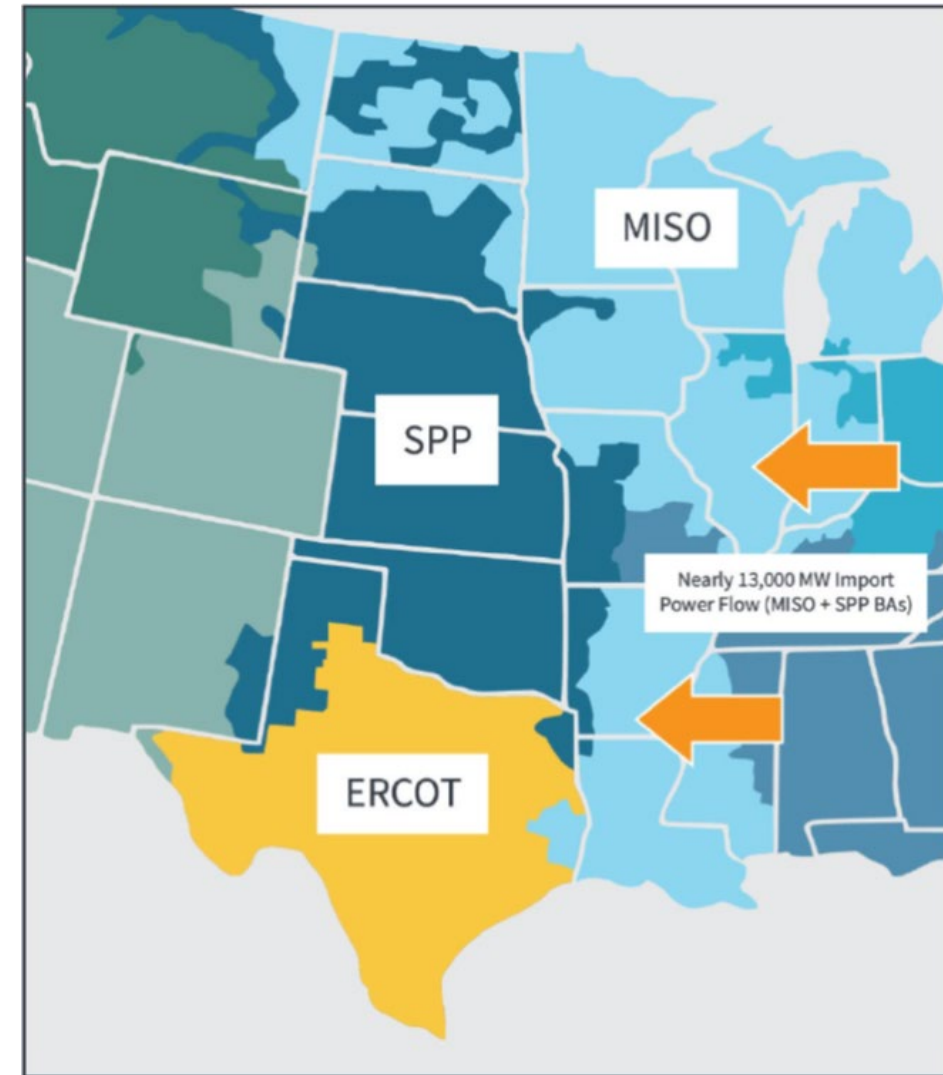 MISO
SPP
Nearly 13,000 MW Import
Power Flow (MISO + SPP BAs)
ERCOT